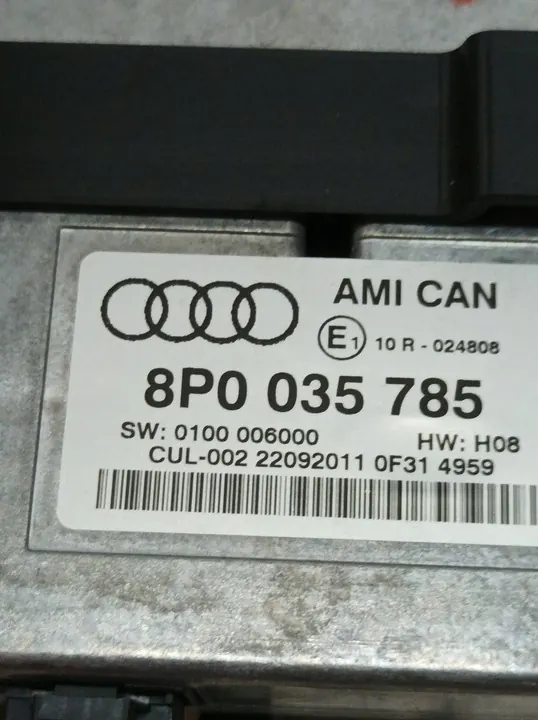 AMI CAN
E1 10 R - 024808
8P0 035 785
SW: 0100 006000 HW: H08
CUL-002 22092011 0F31 4959